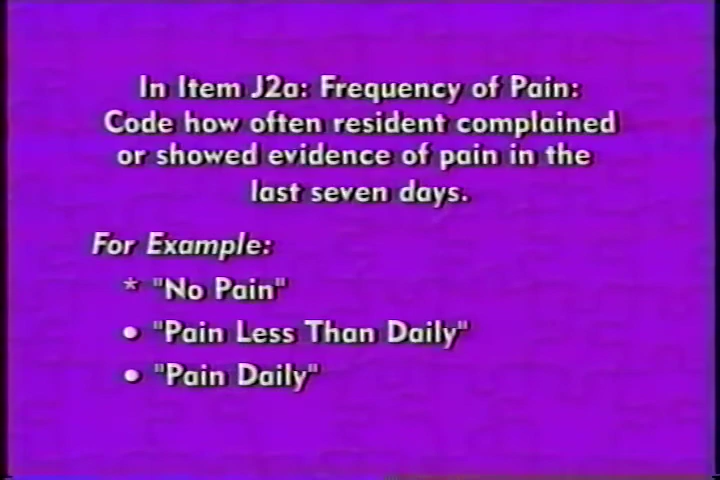 In Item J2a: Frequency of Pain:
Code how often resident complained
or showed evidence of pain in the
last seven days.
For Example:
* "No Pain"
• "Pain Less Than Daily"
• "Pain Daily"